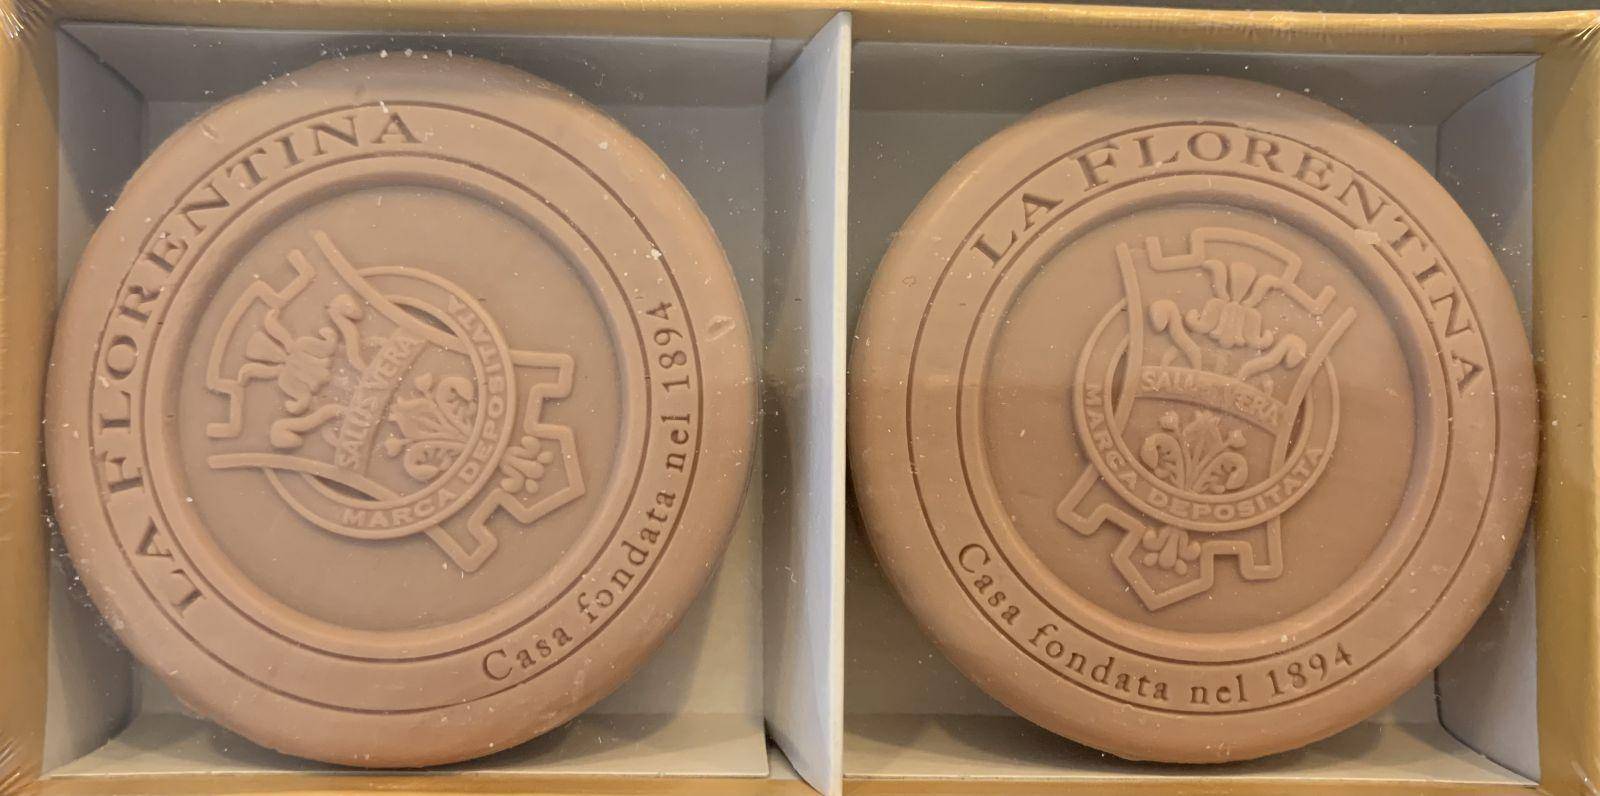 LA FLORENTINA
SALUS VERA
MARCA DEPOSITATA
Casa fondata nel 1894
LA FLORENTINA
SALUS VERA
MARCA DEPOSITATA
Casa fondata nel 1894